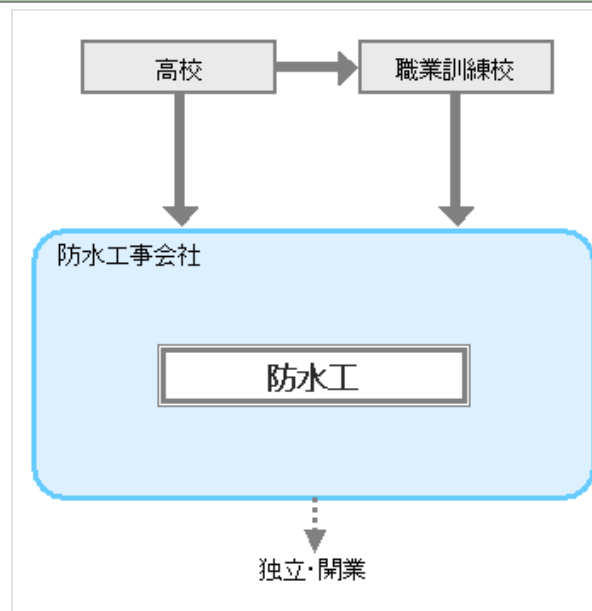 高校
職業訓練校
防水工事会社
防水工
独立・開業